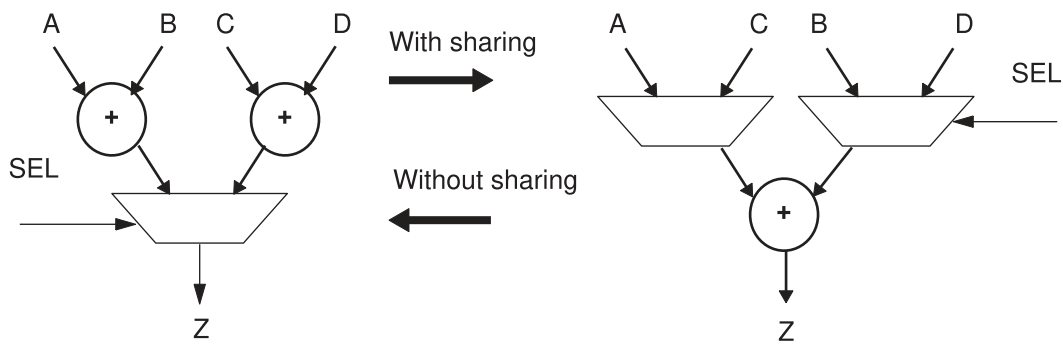 A B C D
With sharing
A C B D
SEL
+ +
SEL
Without sharing
+
Z
Z